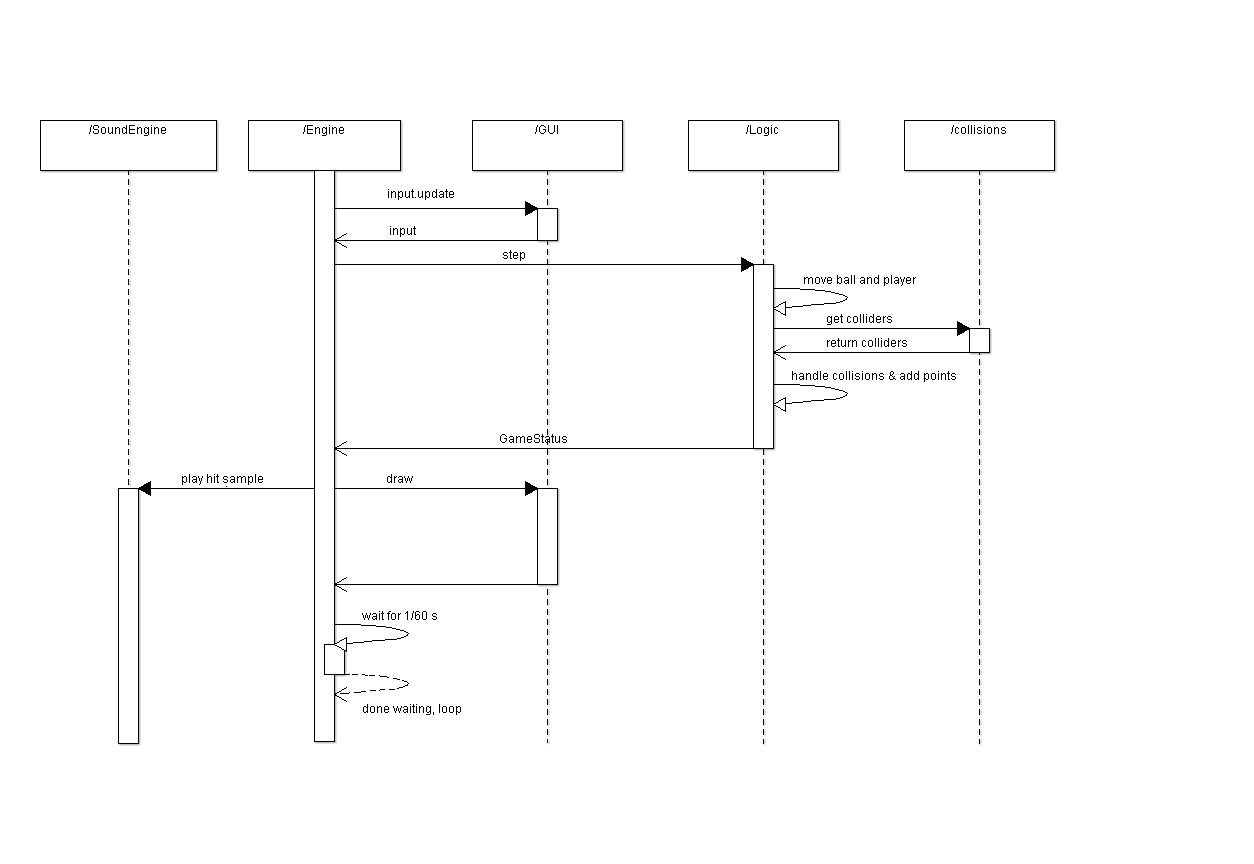 /SoundEngine
/Engine
/GUI
/Logic
/collisions
input.update
input
step
move ball and player
get colliders
return colliders
handle collisions & add points
GameStatus
play hit sample
draw
wait for 1/60 s
done waiting, loop